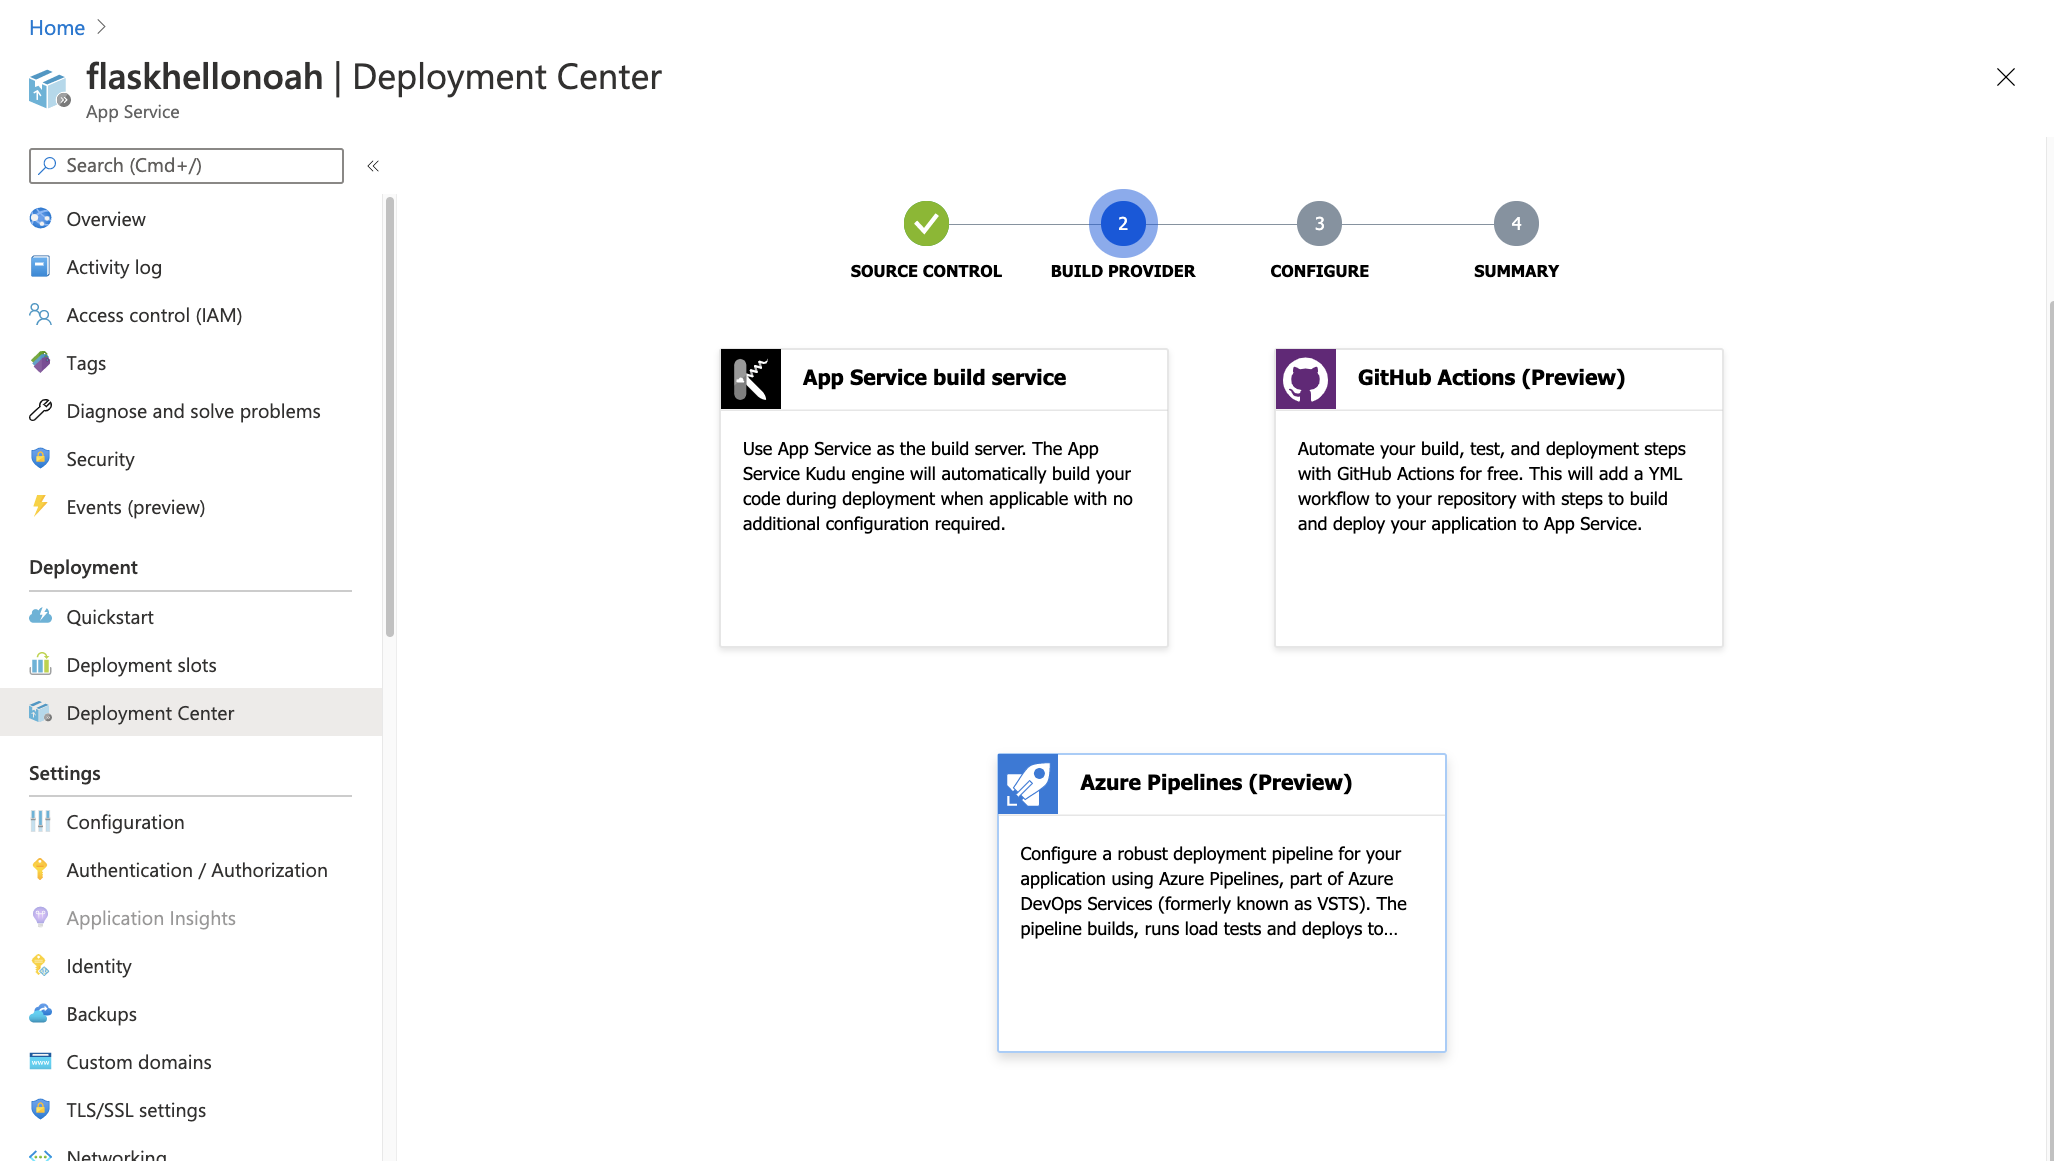 Home
flaskhellonoah | Deployment Center
App Service
Search (Cmd+/)
«
Overview
Activity log
Access control (IAM)
Tags
Diagnose and solve problems
Security
Events (preview)
Deployment
Quickstart
Deployment slots
Deployment Center
Settings
Configuration
Authentication / Authorization
Application Insights
Identity
Backups
Custom domains
TLS/SSL settings
Networking
2
3
4
SOURCE CONTROL
BUILD PROVIDER
CONFIGURE
SUMMARY
App Service build service
Use App Service as the build server. The App
Service Kudu engine will automatically build your
code during deployment when applicable with no
additional configuration required.
GitHub Actions (Preview)
Automate your build, test, and deployment steps
with GitHub Actions for free. This will add a YML
workflow to your repository with steps to build
and deploy your application to App Service.
Azure Pipelines (Preview)
Configure a robust deployment pipeline for your
application using Azure Pipelines, part of Azure
DevOps Services (formerly known as VSTS). The
pipeline builds, runs load tests and deploys to...